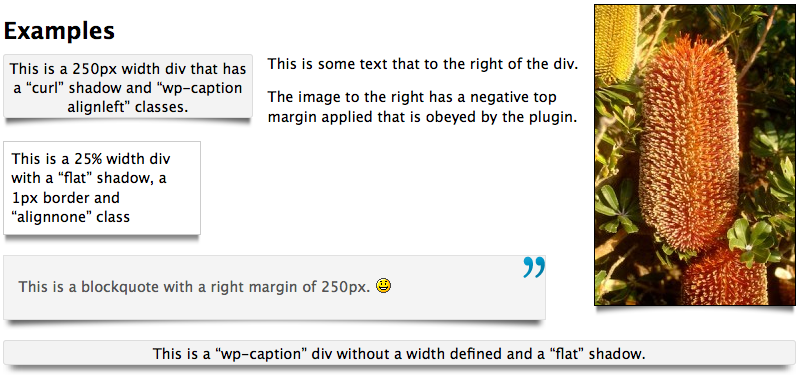 Examples
This is a 250px width div that has
a “curl” shadow and “wp-caption
alignleft” classes.
This is some text that to the right of the div.
The image to the right has a negative top
margin applied that is obeyed by the plugin.
This is a 25% width div
with a “flat” shadow, a
1px border and
“alignnone” class
”
This is a blockquote with a right margin of 250px. 😀
This is a “wp-caption” div without a width defined and a “flat” shadow.